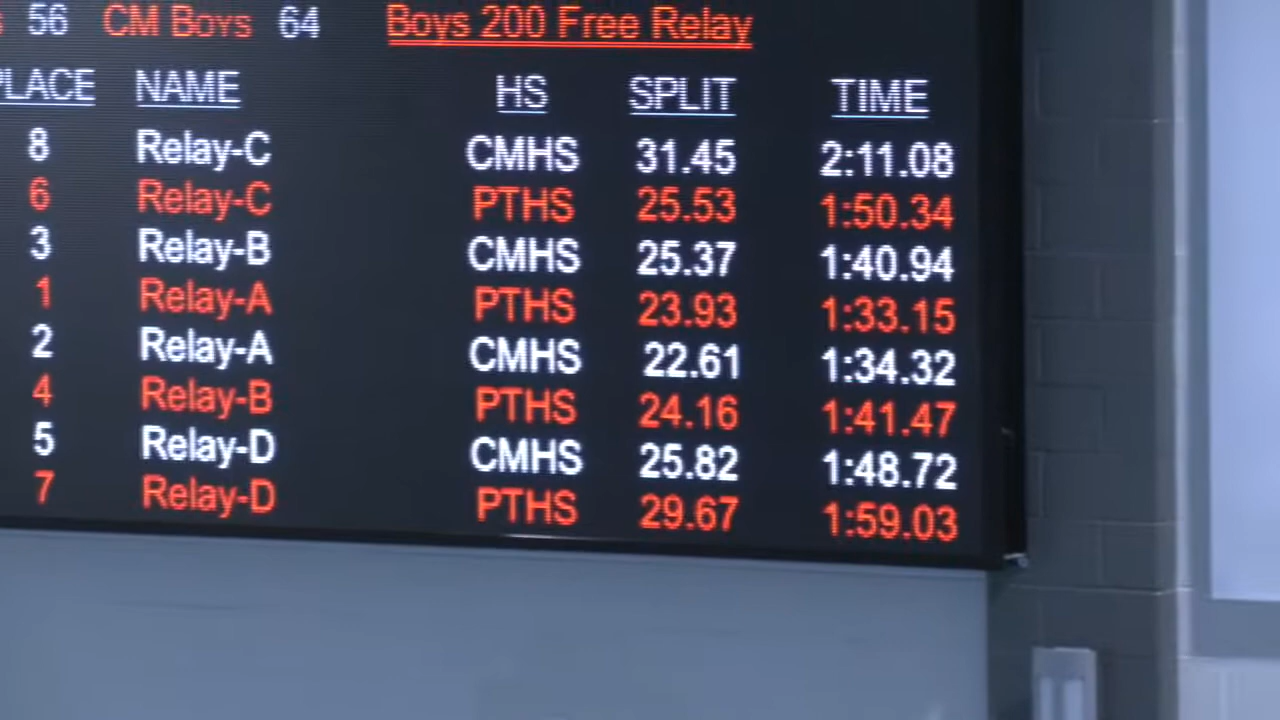 56 CM Boys 64 Boys 200 Free Relay
PLACE NAME HS SPLIT TIME
8 Relay-C CMHS 31.45 2:11.08
6 Relay-C PTHS 25.53 1:50.34
3 Relay-B CMHS 25.37 1:40.94
1 Relay-A PTHS 23.93 1:33.15
2 Relay-A CMHS 22.61 1:34.32
4 Relay-B PTHS 24.16 1:41.47
5 Relay-D CMHS 25.82 1:48.72
7 Relay-D PTHS 29.67 1:59.03